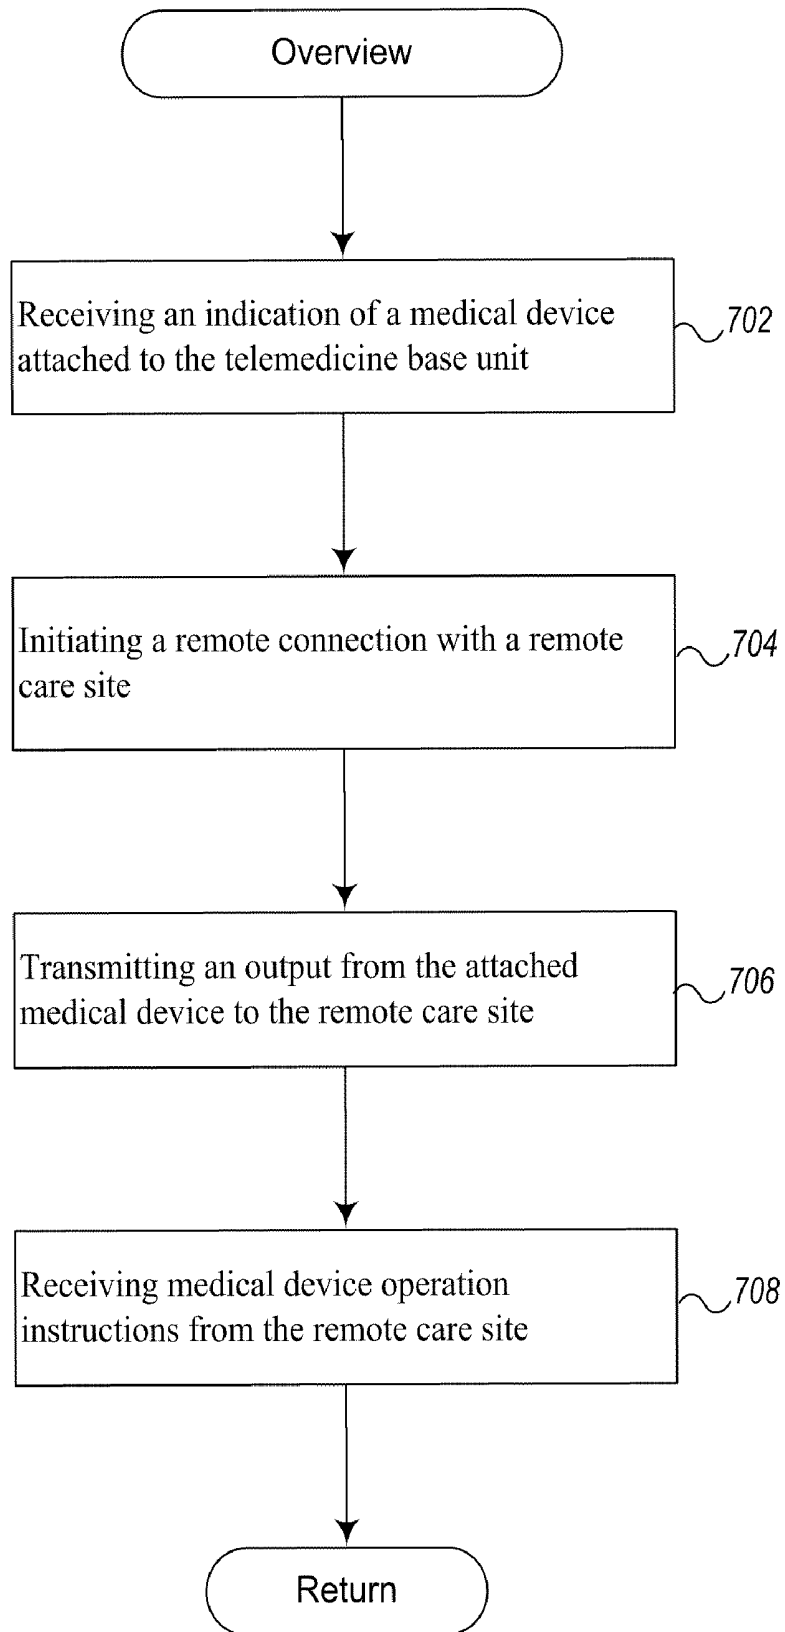 Overview
Receiving an indication of a medical device
attached to the telemedicine base unit
702
Initiating a remote connection with a remote
care site
704
Transmitting an output from the attached
medical device to the remote care site
706
Receiving medical device operation
instructions from the remote care site
708
Return